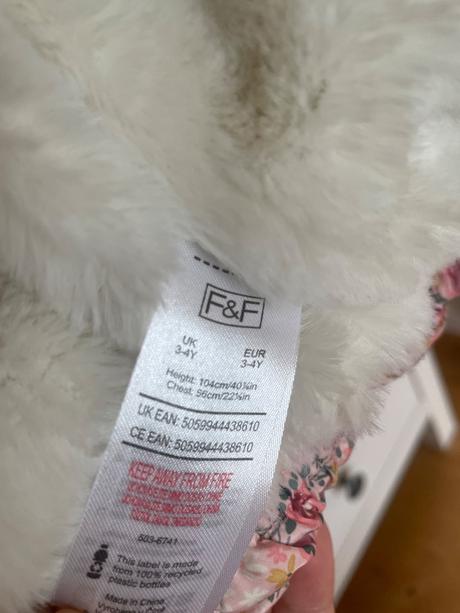 F&F
UK
3-4Y
EUR
3-4Y
Height: 104cm/40¾in
Chest: 56cm/22¼in
UK EAN: 5059944438610
CE EAN: 5059944438610
KEEP AWAY FROM FIRE
503-6741
This label is made
from 100% recycled
plastic bottles
Made in China